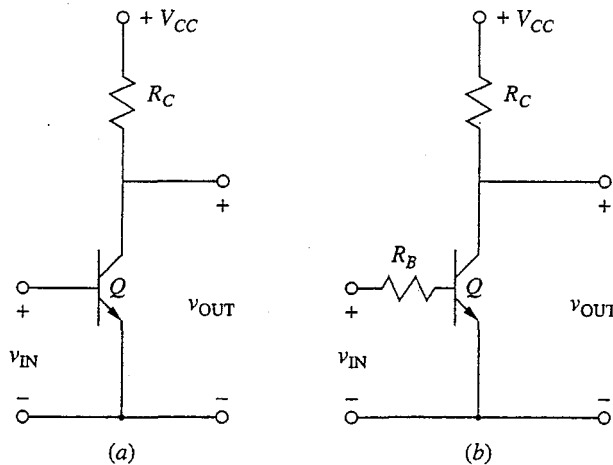 + V_CC
R_C
+
Q
+
v_OUT
v_IN
−
−
(a)
+ V_CC
R_C
+
R_B
Q
+
v_OUT
v_IN
−
−
(b)